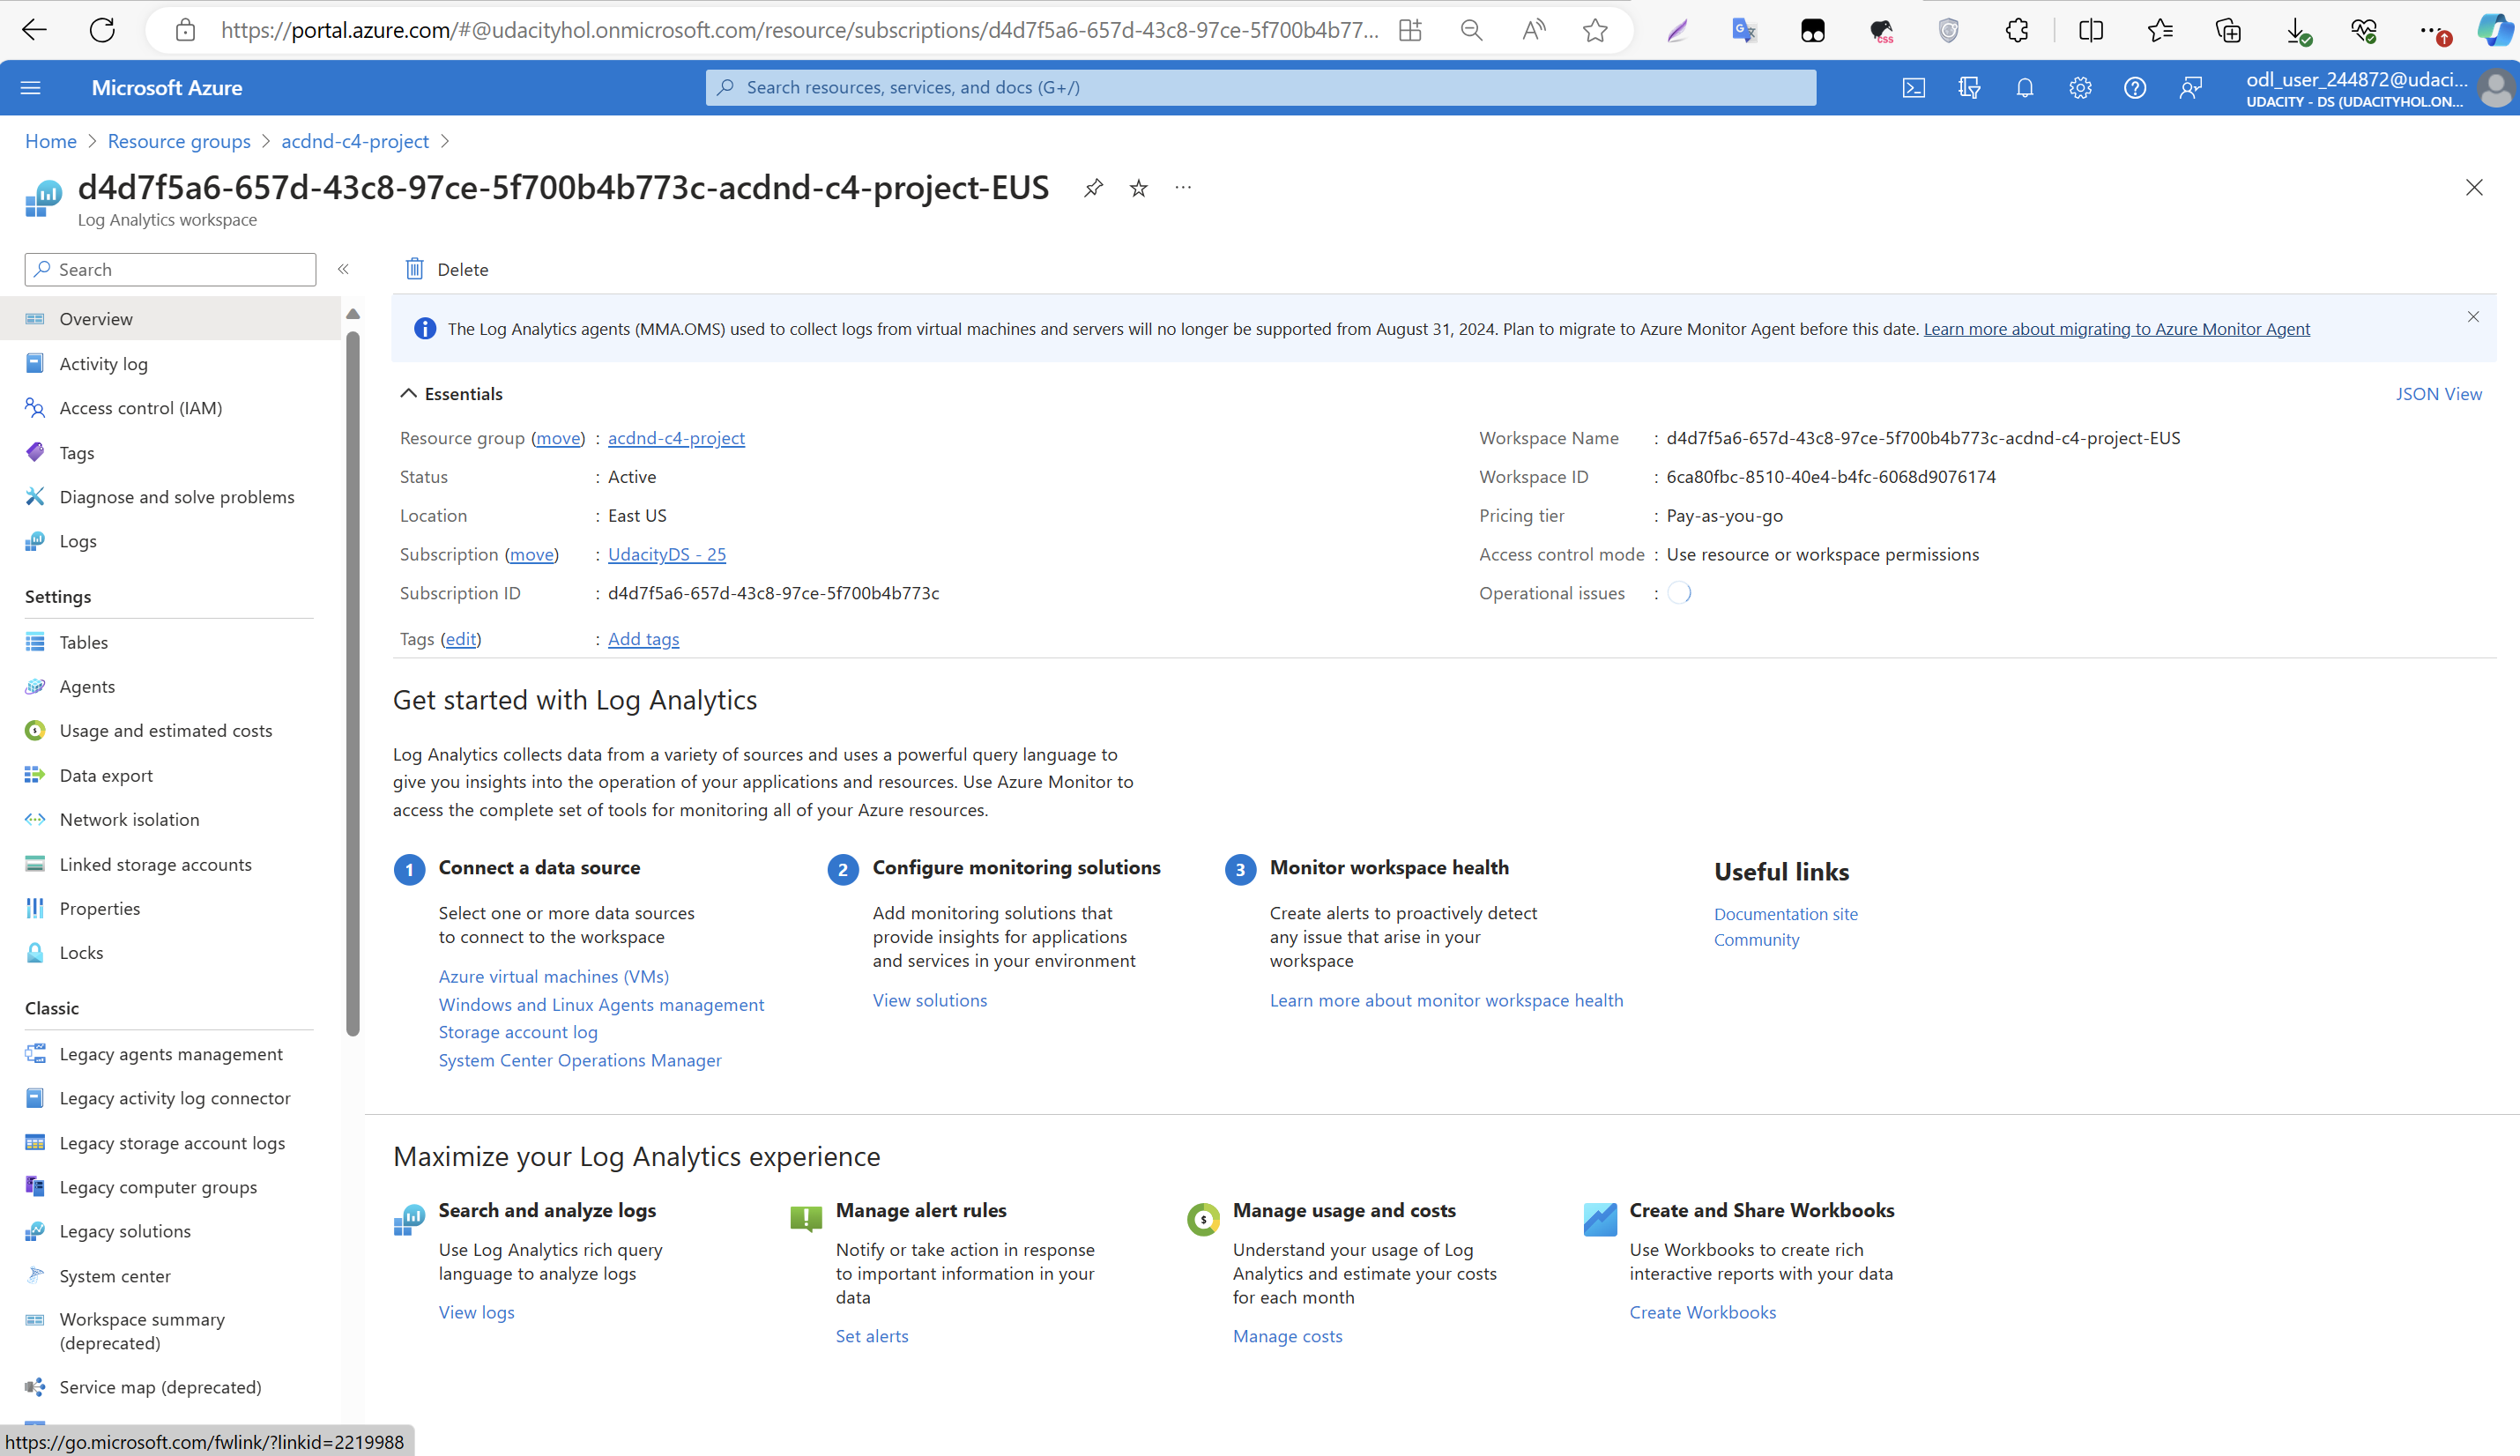 https://portal.azure.com/#@udacityhol.onmicrosoft.com/resource/subscriptions/d4d7f5a6-657d-43c8-97ce-5f700b4b77...
Microsoft Azure
Search resources, services, and docs (G+/)
odl_user_244872@udaci...
UDACITY - DS (UDACITYHOL.ON...
Home > Resource groups > acdnd-c4-project >
d4d7f5a6-657d-43c8-97ce-5f700b4b773c-acdnd-c4-project-EUS
Log Analytics workspace
Search
Overview
Activity log
Access control (IAM)
Tags
Diagnose and solve problems
Logs
Settings
Tables
Agents
Usage and estimated costs
Data export
Network isolation
Linked storage accounts
Properties
Locks
Classic
Legacy agents management
Legacy activity log connector
Legacy storage account logs
Legacy computer groups
Legacy solutions
System center
Workspace summary
(deprecated)
Service map (deprecated)
https://go.microsoft.com/fwlink/?linkid=2219988
Delete
The Log Analytics agents (MMA.OMS) used to collect logs from virtual machines and servers will no longer be supported from August 31, 2024. Plan to migrate to Azure Monitor Agent before this date. Learn more about migrating to Azure Monitor Agent
Essentials
JSON View
Resource group (move) : acdnd-c4-project
Status : Active
Location : East US
Subscription (move) : UdacityDS - 25
Subscription ID : d4d7f5a6-657d-43c8-97ce-5f700b4b773c
Tags (edit) : Add tags
Workspace Name : d4d7f5a6-657d-43c8-97ce-5f700b4b773c-acdnd-c4-project-EUS
Workspace ID : 6ca80fbc-8510-40e4-b4fc-6068d9076174
Pricing tier : Pay-as-you-go
Access control mode : Use resource or workspace permissions
Operational issues :
Get started with Log Analytics
Log Analytics collects data from a variety of sources and uses a powerful query language to
give you insights into the operation of your applications and resources. Use Azure Monitor to
access the complete set of tools for monitoring all of your Azure resources.
1 Connect a data source
Select one or more data sources
to connect to the workspace
Azure virtual machines (VMs)
Windows and Linux Agents management
Storage account log
System Center Operations Manager
2 Configure monitoring solutions
Add monitoring solutions that
provide insights for applications
and services in your environment
View solutions
3 Monitor workspace health
Create alerts to proactively detect
any issue that arise in your
workspace
Learn more about monitor workspace health
Useful links
Documentation site
Community
Maximize your Log Analytics experience
Search and analyze logs
Use Log Analytics rich query
language to analyze logs
View logs
Manage alert rules
Notify or take action in response
to important information in your
data
Set alerts
Manage usage and costs
Understand your usage of Log
Analytics and estimate your costs
for each month
Manage costs
Create and Share Workbooks
Use Workbooks to create rich
interactive reports with your data
Create Workbooks